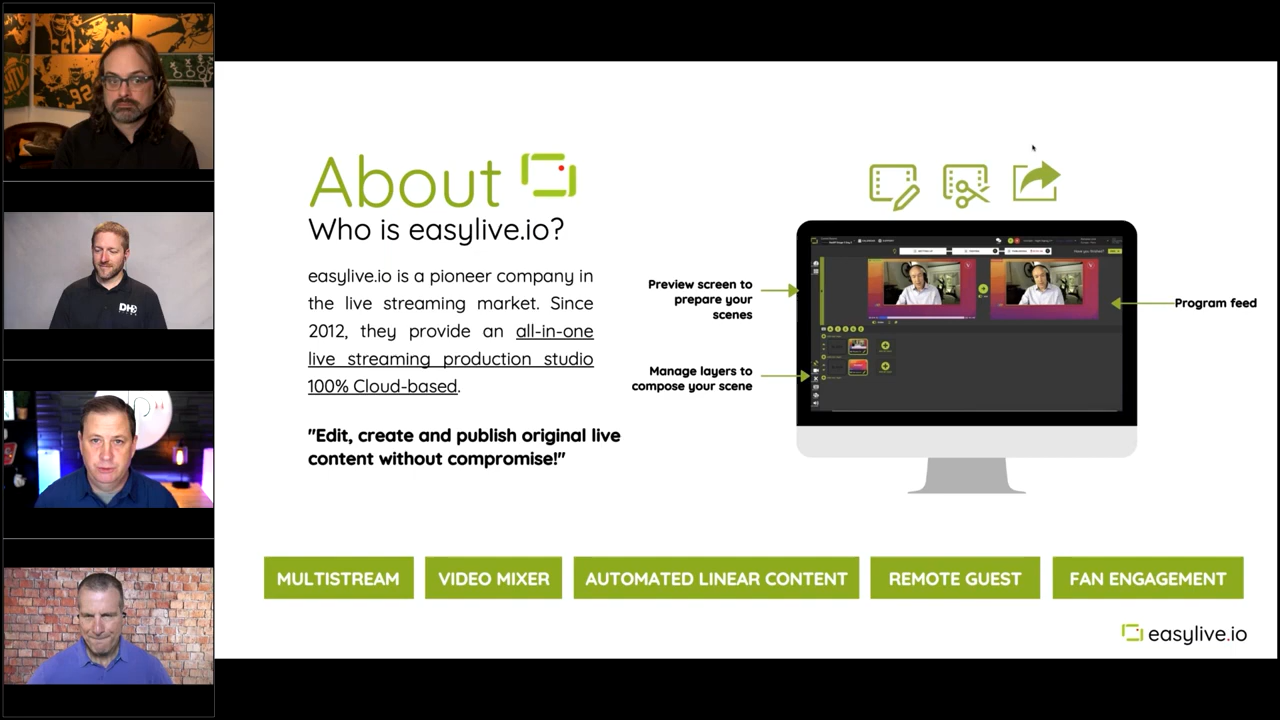 About
Who is easylive.io?
easylive.io is a pioneer company in
the live streaming market. Since
2012, they provide an all-in-one
live streaming production studio
100% Cloud-based.
"Edit, create and publish original live
content without compromise!"
Preview screen to
prepare your
scenes
Manage layers to
compose your scene
Program feed
MULTISTREAM
VIDEO MIXER
AUTOMATED LINEAR CONTENT
REMOTE GUEST
FAN ENGAGEMENT
easylive.io
DH
92